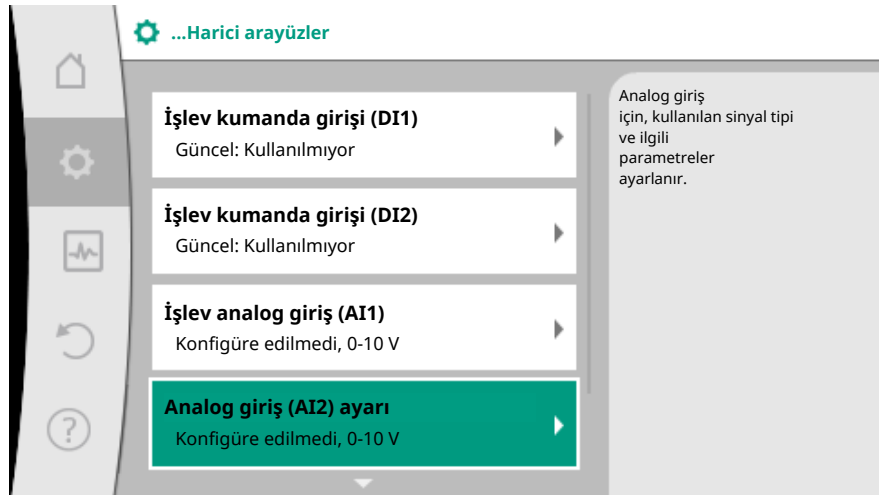 ...Harici arayüzler
İşlev kumanda girişi (DI1)
Güncel: Kullanılmıyor
İşlev kumanda girişi (DI2)
Güncel: Kullanılmıyor
İşlev analog giriş (AI1)
Konfigüre edilmedi, 0-10 V
Analog giriş (AI2) ayarı
Konfigüre edilmedi, 0-10 V
Analog giriş
için, kullanılan sinyal tipi
ve ilgili
parametreler
ayarlanır.